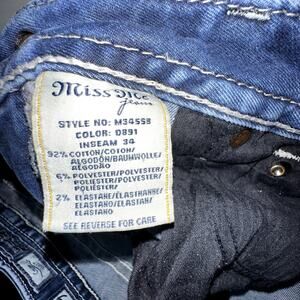 Miss Me
Jeans
STYLE NO: M3455B
COLOR: D891
INSEAM 34
92% COTTON/COTON/
ALGODÓN/BAUMWOLLE/
ALGODÃO
6% POLYESTER/POLYESTER/
POLIÉSTER/POLYESTER/
POLIÉSTER
2% ELASTANE/ÉLASTHANNE/
ELASTANO/ELASTAN/
ELASTANO
SEE REVERSE FOR CARE